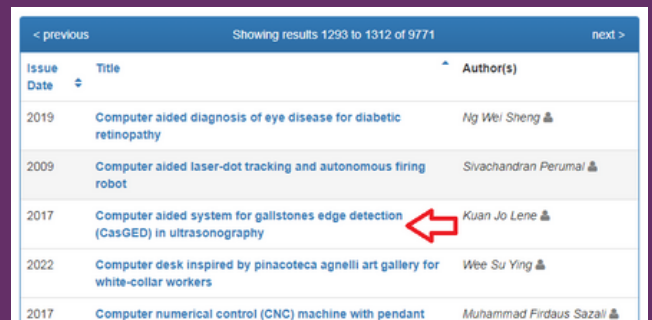 < previous Showing results 1293 to 1312 of 9771 next >
Issue Date Title Author(s)
2019 Computer aided diagnosis of eye disease for diabetic retinopathy Ng Wei Sheng
2009 Computer aided laser-dot tracking and autonomous firing robot Sivachandran Perumal
2017 Computer aided system for gallstones edge detection (CasGED) in ultrasonography Kuan Jo Lene
2022 Computer desk inspired by pinacoteca agnelli art gallery for white-collar workers Wee Su Ying
2017 Computer numerical control (CNC) machine with pendant Muhammad Firdaus Sazali